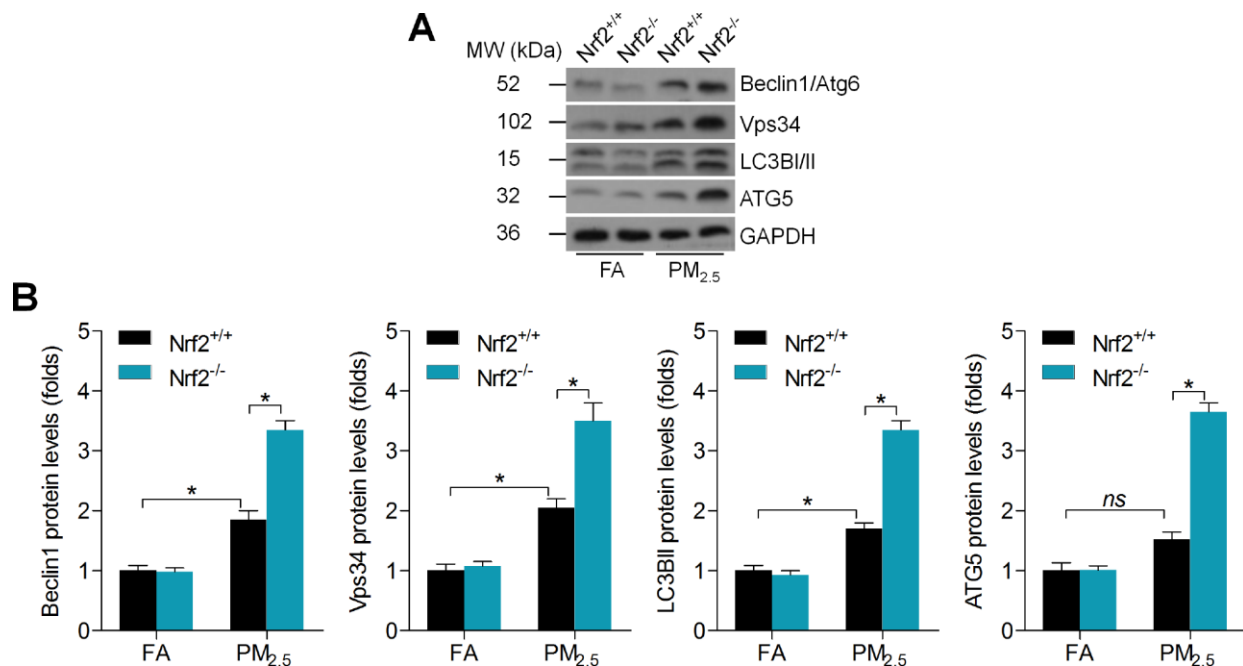 A
MW (kDa)
Nrf2+/+ Nrf2-/- Nrf2+/+ Nrf2-/-
52 Beclin1/Atg6
102 Vps34
15 LC3BI/II
32 ATG5
36 GAPDH
FA PM2.5
B
Beclin1 protein levels (folds)
5
4
3
2
1
0
Nrf2+/+
Nrf2-/-
*
*
FA PM2.5
Vps34 protein levels (folds)
5
4
3
2
1
0
Nrf2+/+
Nrf2-/-
*
*
FA PM2.5
LC3BII protein levels (folds)
5
4
3
2
1
0
Nrf2+/+
Nrf2-/-
*
*
FA PM2.5
ATG5 protein levels (folds)
5
4
3
2
1
0
Nrf2+/+
Nrf2-/-
*
ns
FA PM2.5